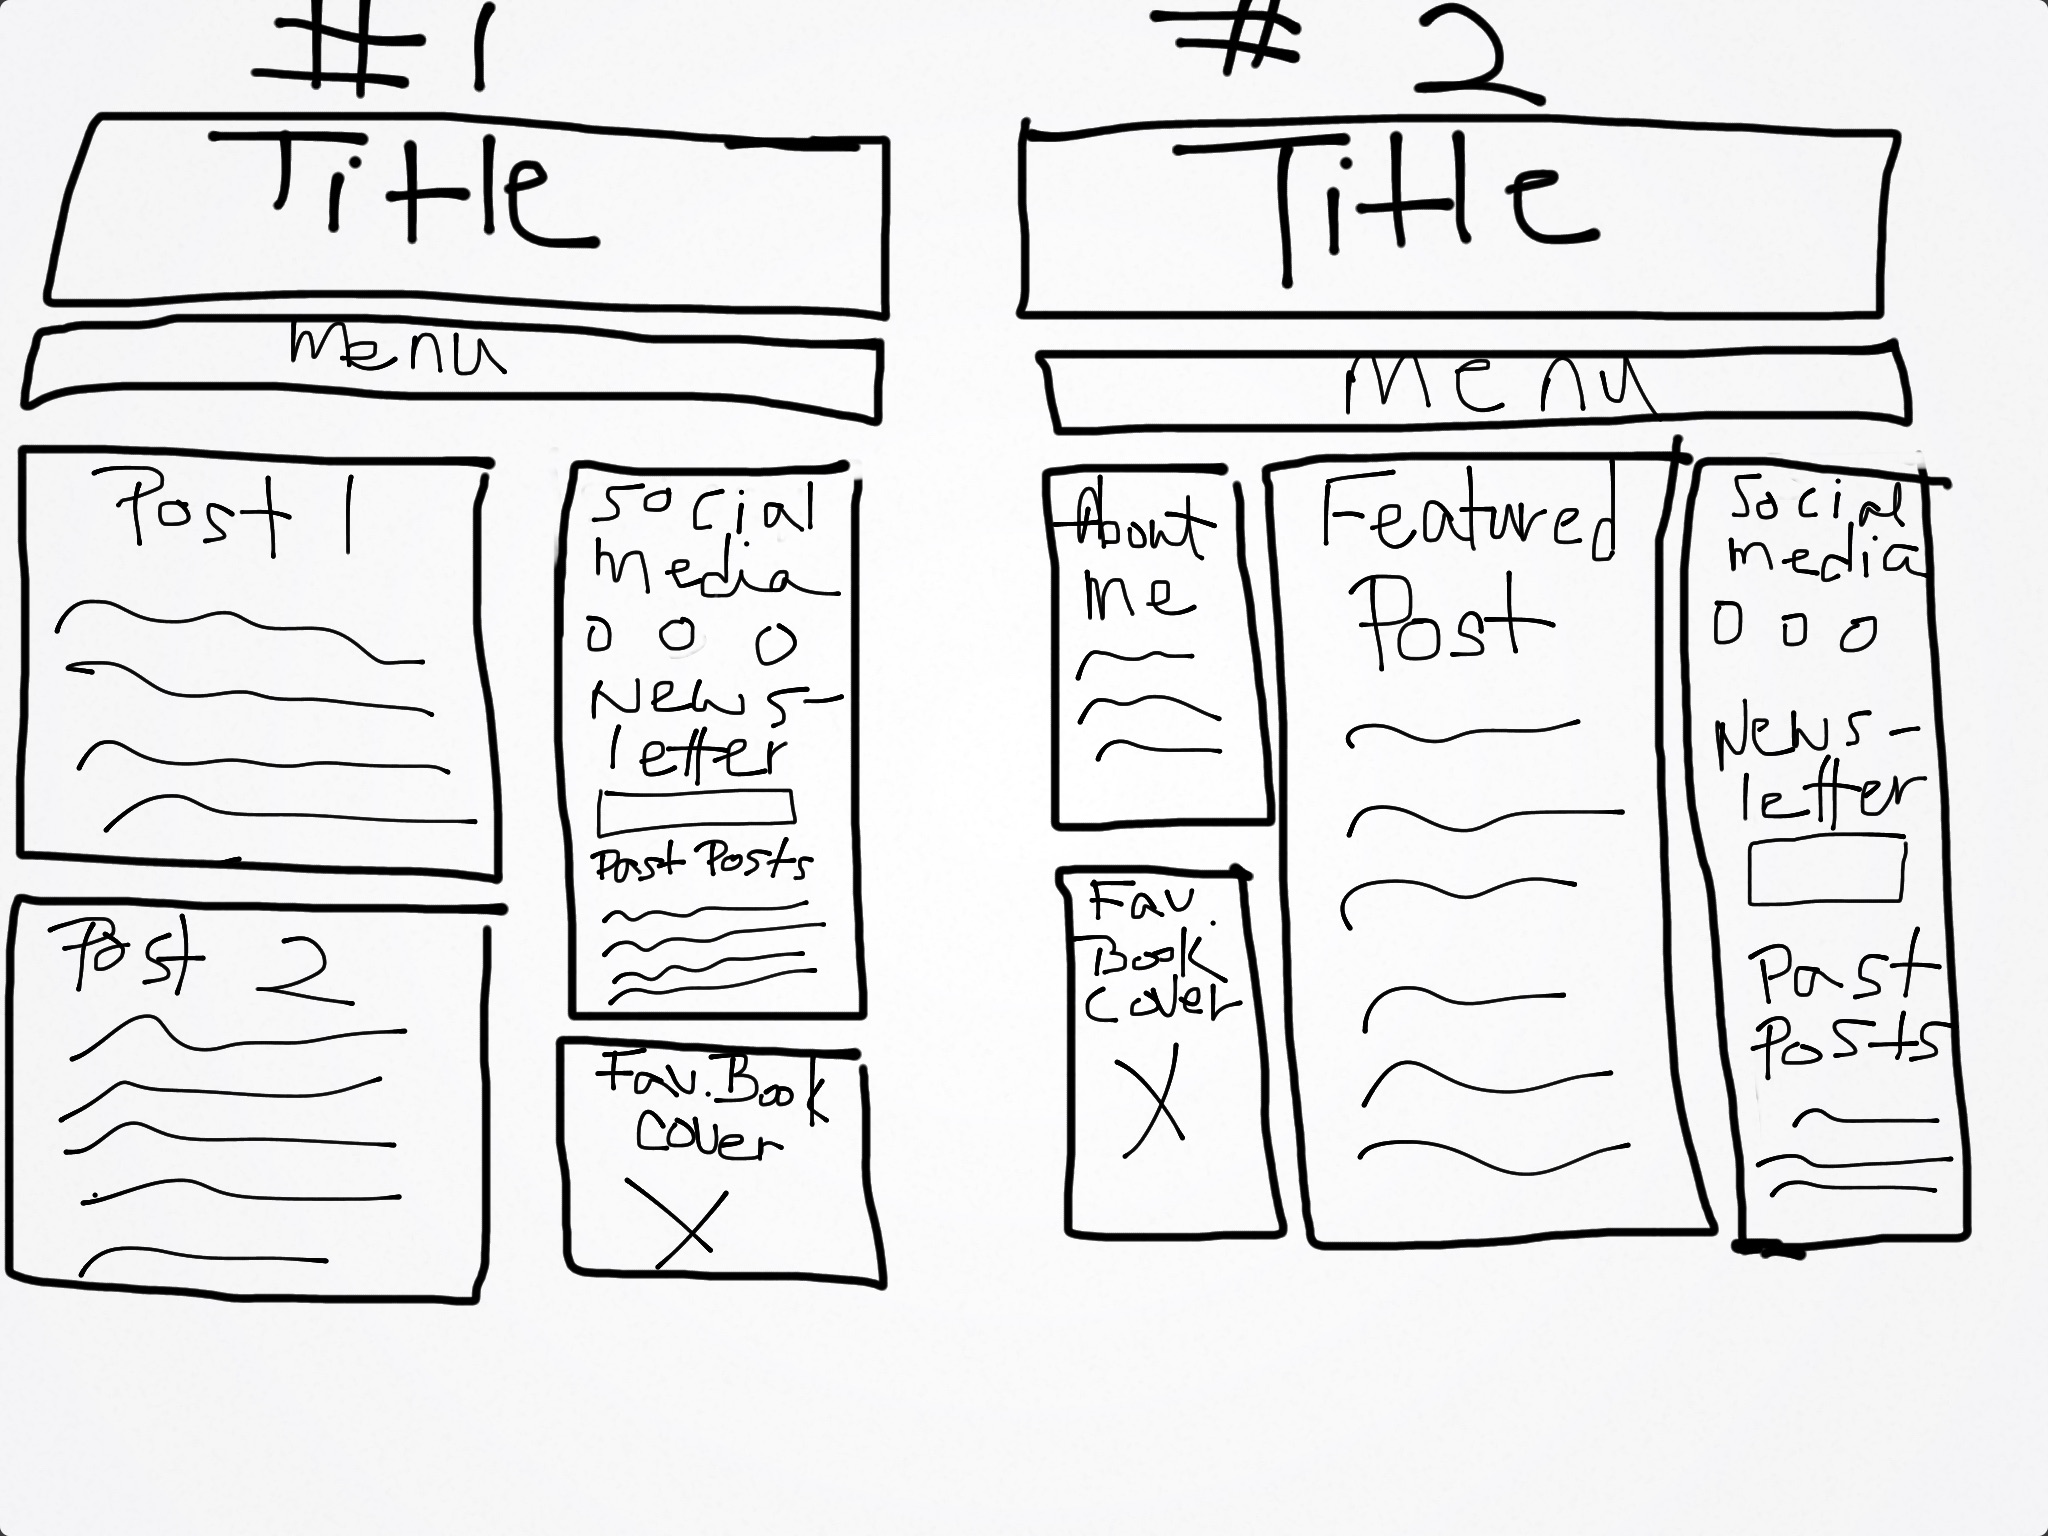 #1
Title
Menu
Post 1
Post 2
Social
Media
News-
letter
Past Posts
Fav. Book
Cover
# 2
Title
Menu
About
Me
Fav.
Book
Cover
Featured
Post
Social
Media
News-
letter
Past
Posts